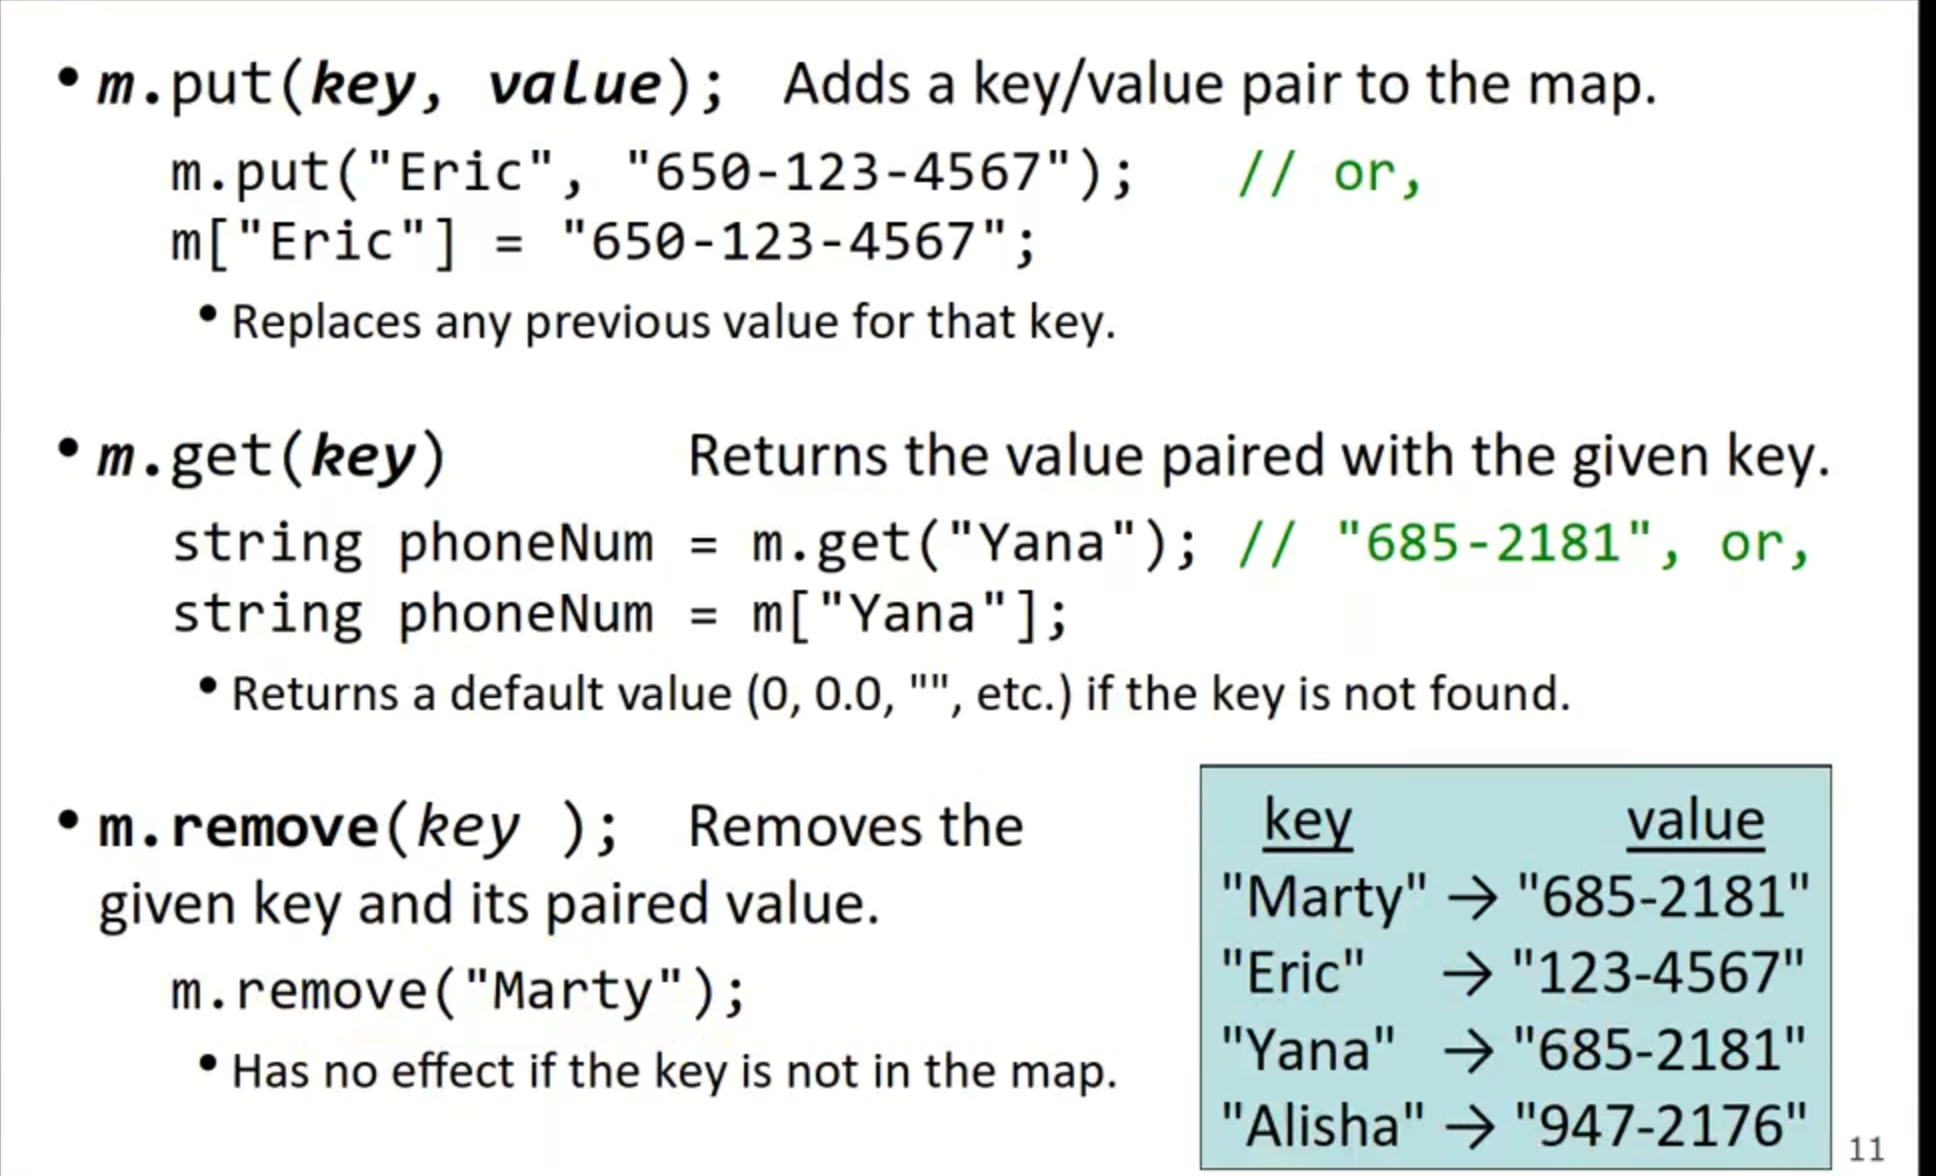 • m.put(key, value); Adds a key/value pair to the map.
m.put("Eric", "650-123-4567"); // or,
m["Eric"] = "650-123-4567";
• Replaces any previous value for that key.
• m.get(key) Returns the value paired with the given key.
string phoneNum = m.get("Yana"); // "685-2181", or,
string phoneNum = m["Yana"];
• Returns a default value (0, 0.0, "", etc.) if the key is not found.
• m.remove(key ); Removes the
given key and its paired value.
m.remove("Marty");
• Has no effect if the key is not in the map.
key value
"Marty" → "685-2181"
"Eric" → "123-4567"
"Yana" → "685-2181"
"Alisha" → "947-2176"
11